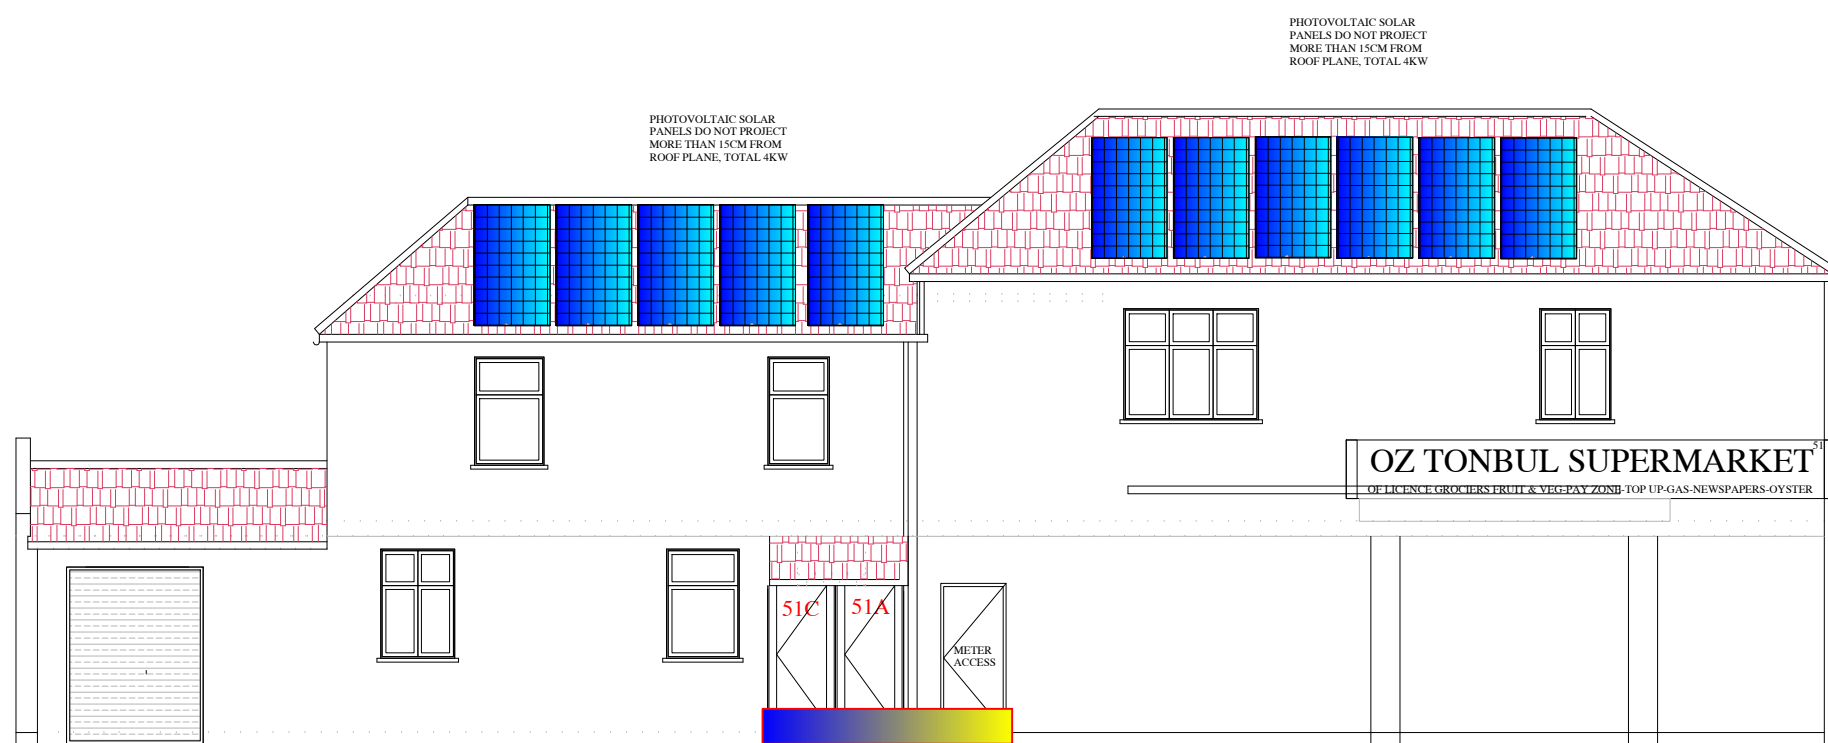 PHOTOVOLTAIC SOLAR
PANELS DO NOT PROJECT
MORE THAN 15CM FROM
ROOF PLANE, TOTAL 4KW
PHOTOVOLTAIC SOLAR
PANELS DO NOT PROJECT
MORE THAN 15CM FROM
ROOF PLANE, TOTAL 4KW
51
OZ TONBUL SUPERMARKET
OF LICENCE GROCIERS FRUIT & VEG-PAY ZONE-TOP UP-GAS-NEWSPAPERS-OYSTER
51C
51A
METER
ACCESS